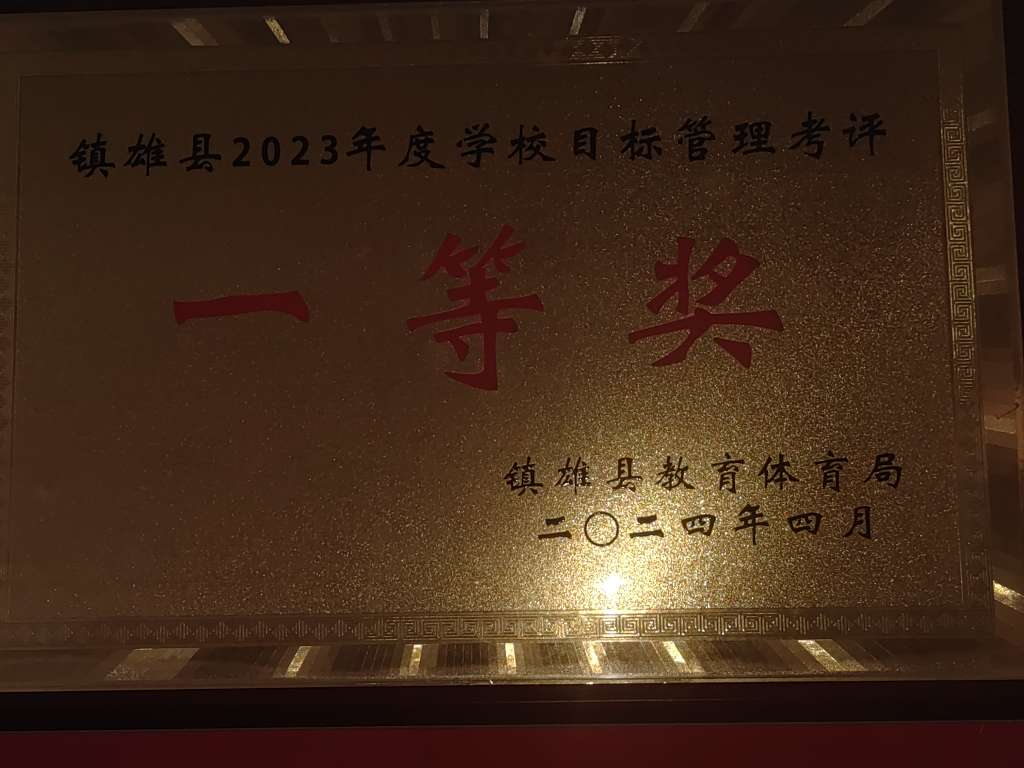 镇雄县2023年度学校目标管理考评
一等奖
镇雄县教育体育局
二〇二四年四月